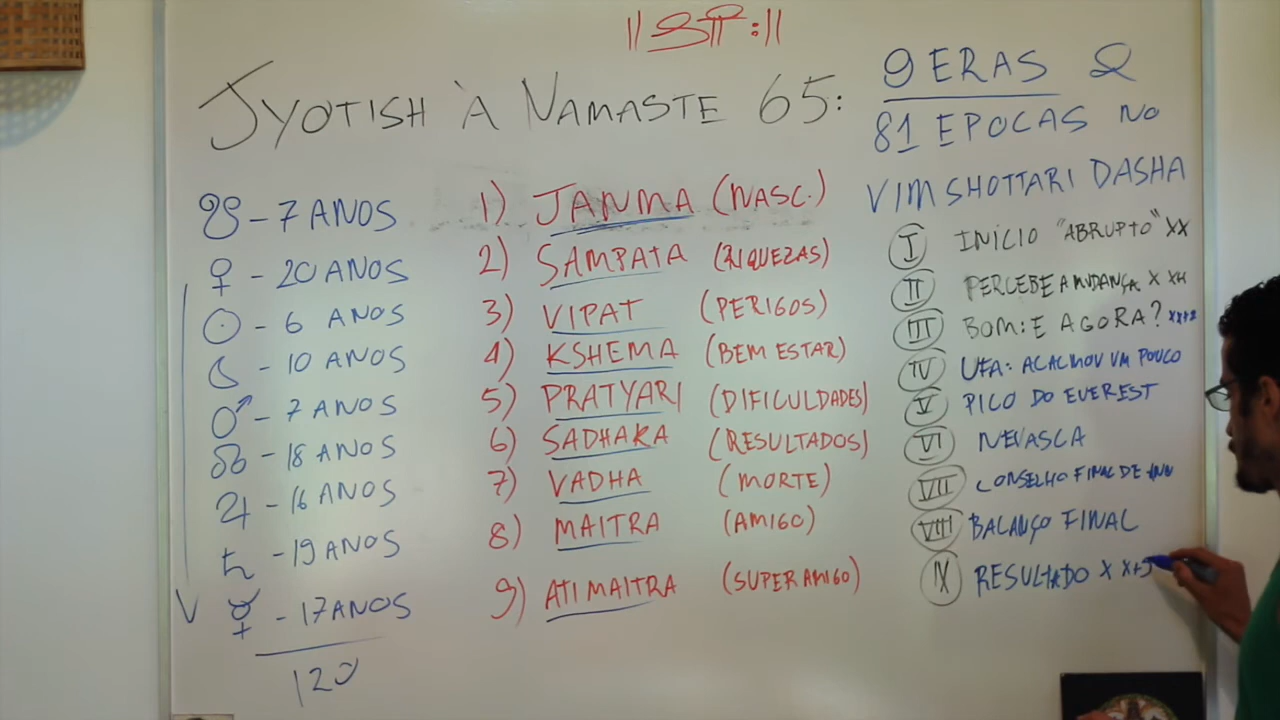 JYOTISH À NAMASTE 65:
9 ERAS &
81 EPOCAS NO
VIMSHOTTARI DASHA
☋ - 7 ANOS
♀ - 20 ANOS
☉ - 6 ANOS
☾ - 10 ANOS
♂ - 7 ANOS
☊ - 18 ANOS
♃ - 16 ANOS
♄ - 19 ANOS
☿ - 17 ANOS
120
1) JANMA (NASC.)
2) SAMPATA (RIQUEZAS)
3) VIPAT (PERIGOS)
4) KSHEMA (BEM ESTAR)
5) PRATYARI (DIFICULDADES)
6) SADHAKA (RESULTADOS)
7) VADHA (MORTE)
8) MAITRA (AMIGO)
9) ATIMAITRA (SUPER AMIGO)
I INÍCIO "ABRUPTO" XX
II PERCEBE A MUDANÇA X
III BOM: E AGORA?
IV UFA: ACALMOU UM POUCO
V PICO DO EVEREST
VI NEVASCA
VII CONSELHO FINAL DE
VIII BALANÇO FINAL
IX RESULTADO X